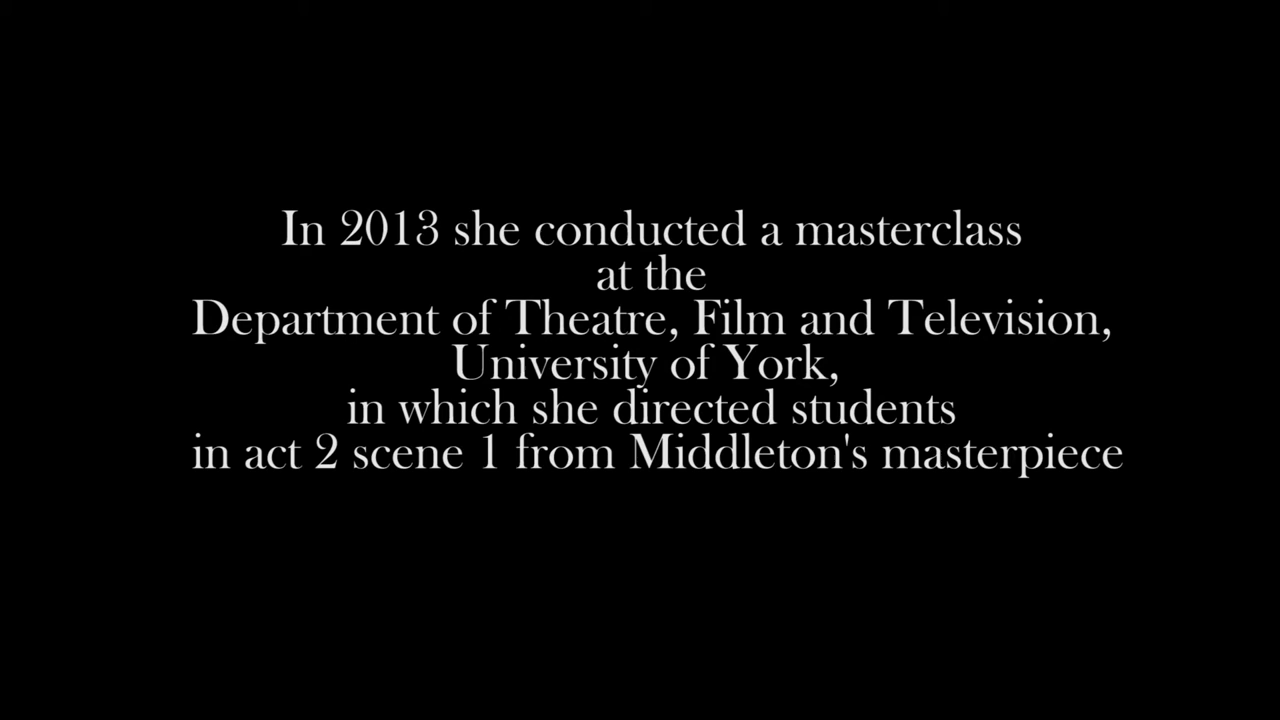 In 2013 she conducted a masterclass
at the
Department of Theatre, Film and Television,
University of York,
in which she directed students
in act 2 scene 1 from Middleton's masterpiece